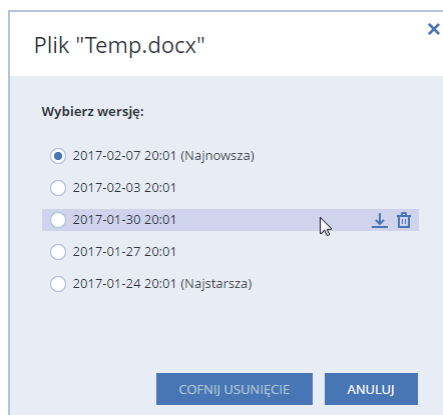 Plik "Temp.docx"
Wybierz wersję:
2017-02-07 20:01 (Najnowsza)
2017-02-03 20:01
2017-01-30 20:01
2017-01-27 20:01
2017-01-24 20:01 (Najstarsza)
COFNIJ USUNIĘCIE ANULUJ